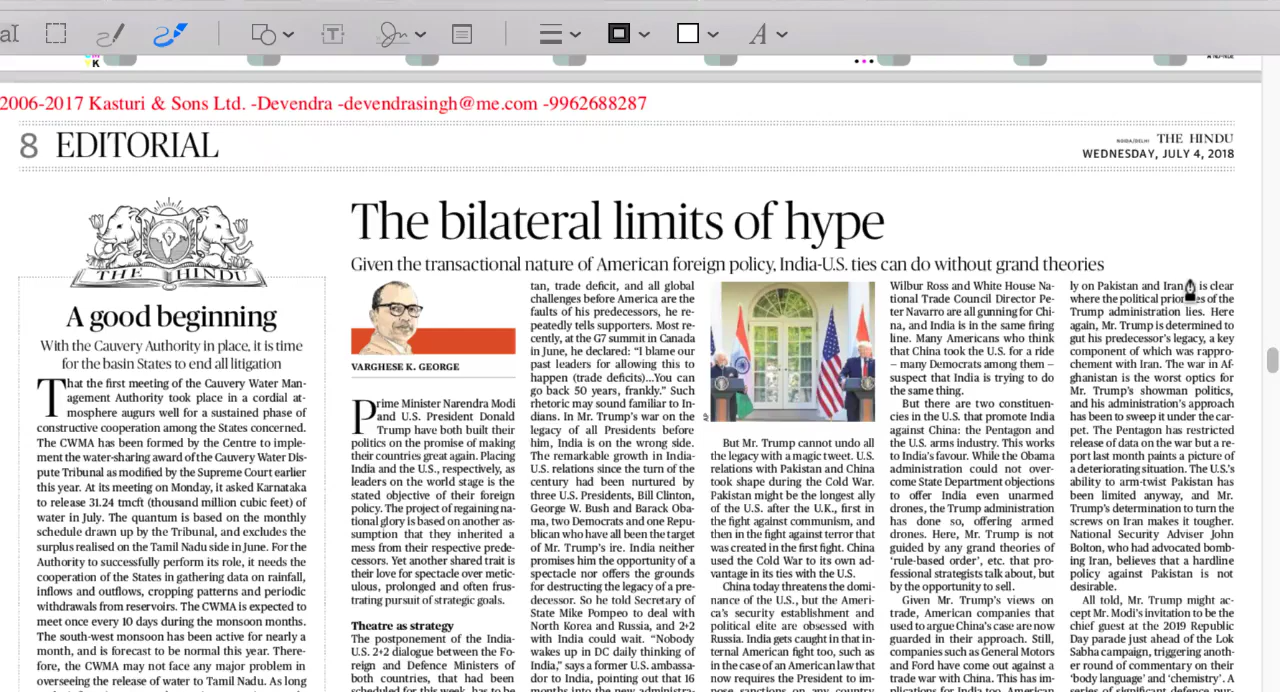 aI
T
A
K
2006-2017 Kasturi & Sons Ltd. -Devendra -devendrasingh@me.com -9962688287
8 EDITORIAL
NOIDA/DELHI THE HINDU
WEDNESDAY, JULY 4, 2018
THE HINDU
A good beginning
With the Cauvery Authority in place, it is time
for the basin States to end all litigation
That the first meeting of the Cauvery Water Man-
agement Authority took place in a cordial at-
mosphere augurs well for a sustained phase of
constructive cooperation among the States concerned.
The CWMA has been formed by the Centre to imple-
ment the water-sharing award of the Cauvery Water Dis-
pute Tribunal as modified by the Supreme Court earlier
this year. At its meeting on Monday, it asked Karnataka
to release 31.24 tmcft (thousand million cubic feet) of
water in July. The quantum is based on the monthly
schedule drawn up by the Tribunal, and excludes the
surplus realised on the Tamil Nadu side in June. For the
Authority to successfully perform its role, it needs the
cooperation of the States in gathering data on rainfall,
inflows and outflows, cropping patterns and periodic
withdrawals from reservoirs. The CWMA is expected to
meet once every 10 days during the monsoon months.
The south-west monsoon has been active for nearly a
month, and is forecast to be normal this year. There-
fore, the CWMA may not face any major problem in
overseeing the release of water to Tamil Nadu. As long
The bilateral limits of hype
Given the transactional nature of American foreign policy, India-U.S. ties can do without grand theories
VARGHESE K. GEORGE
Prime Minister Narendra Modi
and U.S. President Donald
Trump have both built their
politics on the promise of making
their countries great again. Placing
India and the U.S., respectively, as
leaders on the world stage is the
stated objective of their foreign
policy. The project of regaining na-
tional glory is based on another as-
sumption that they inherited a
mess from their respective prede-
cessors. Yet another shared trait is
their love for spectacle over metic-
ulous, prolonged and often frus-
trating pursuit of strategic goals.
Theatre as strategy
The postponement of the India-
U.S. 2+2 dialogue between the Fo-
reign and Defence Ministers of
both countries, that had been
scheduled for this week, has to be
tan, trade deficit, and all global
challenges before America are the
faults of his predecessors, he re-
peatedly tells supporters. Most re-
cently, at the G7 summit in Canada
in June, he declared: “I blame our
past leaders for allowing this to
happen (trade deficits)...You can
go back 50 years, frankly.” Such
rhetoric may sound familiar to In-
dians. In Mr. Trump’s war on the
legacy of all Presidents before
him, India is on the wrong side.
The remarkable growth in India-
U.S. relations since the turn of the
century had been nurtured by
three U.S. Presidents, Bill Clinton,
George W. Bush and Barack Oba-
ma, two Democrats and one Repu-
blican who have all been the target
of Mr. Trump’s ire. India neither
promises him the opportunity of a
spectacle nor offers the grounds
for destructing the legacy of a pre-
decessor. So he told Secretary of
State Mike Pompeo to deal with
North Korea and Russia, and 2+2
with India could wait. “Nobody
wakes up in DC daily thinking of
India,” says a former U.S. ambassa-
dor to India, pointing out that 16
months into the new administra-
But Mr. Trump cannot undo all
the legacy with a magic tweet. U.S.
relations with Pakistan and China
took shape during the Cold War.
Pakistan might be the longest ally
of the U.S. after the U.K., first in
the fight against communism, and
then in the fight against terror that
was created in the first fight. China
used the Cold War to its own ad-
vantage in its ties with the U.S.
China today threatens the domi-
nance of the U.S., but the Ameri-
ca’s security establishment and
political elite are obsessed with
Russia. India gets caught in that in-
ternal American fight too, such as
in the case of an American law that
now requires the President to im-
pose sanctions on any country
Wilbur Ross and White House Na-
tional Trade Council Director Pe-
ter Navarro are all gunning for Chi-
na, and India is in the same firing
line. Many Americans who think
that China took the U.S. for a ride
– many Democrats among them –
suspect that India is trying to do
the same thing.
But there are two constituen-
cies in the U.S. that promote India
against China: the Pentagon and
the U.S. arms industry. This works
to India’s favour. While the Obama
administration could not over-
come State Department objections
to offer India even unarmed
drones, the Trump administration
has done so, offering armed
drones. Here, Mr. Trump is not
guided by any grand theories of
‘rule-based order’, etc. that pro-
fessional strategists talk about, but
by the opportunity to sell.
Given Mr. Trump’s views on
trade, American companies that
used to argue China’s case are now
guarded in their approach. Still,
companies such as General Motors
and Ford have come out against a
trade war with China. This has im-
plications for India too. American
ly on Pakistan and Iran is clear
where the political priorities of the
Trump administration lies. Here
again, Mr. Trump is determined to
gut his predecessor’s legacy, a key
component of which was rappro-
chement with Iran. The war in Af-
ghanistan is the worst optics for
Mr. Trump’s showman politics,
and his administration’s approach
has been to sweep it under the car-
pet. The Pentagon has restricted
release of data on the war but a re-
port last month paints a picture of
a deteriorating situation. The U.S.’s
ability to arm-twist Pakistan has
been limited anyway, and Mr.
Trump’s determination to turn the
screws on Iran makes it tougher.
National Security Adviser John
Bolton, who had advocated bomb-
ing Iran, believes that a hardline
policy against Pakistan is not
desirable.
All told, Mr. Trump might ac-
cept Mr. Modi’s invitation to be the
chief guest at the 2019 Republic
Day parade just ahead of the Lok
Sabha campaign, triggering anoth-
er round of commentary on their
‘body language’ and ‘chemistry’. A
series of significant defence pur-